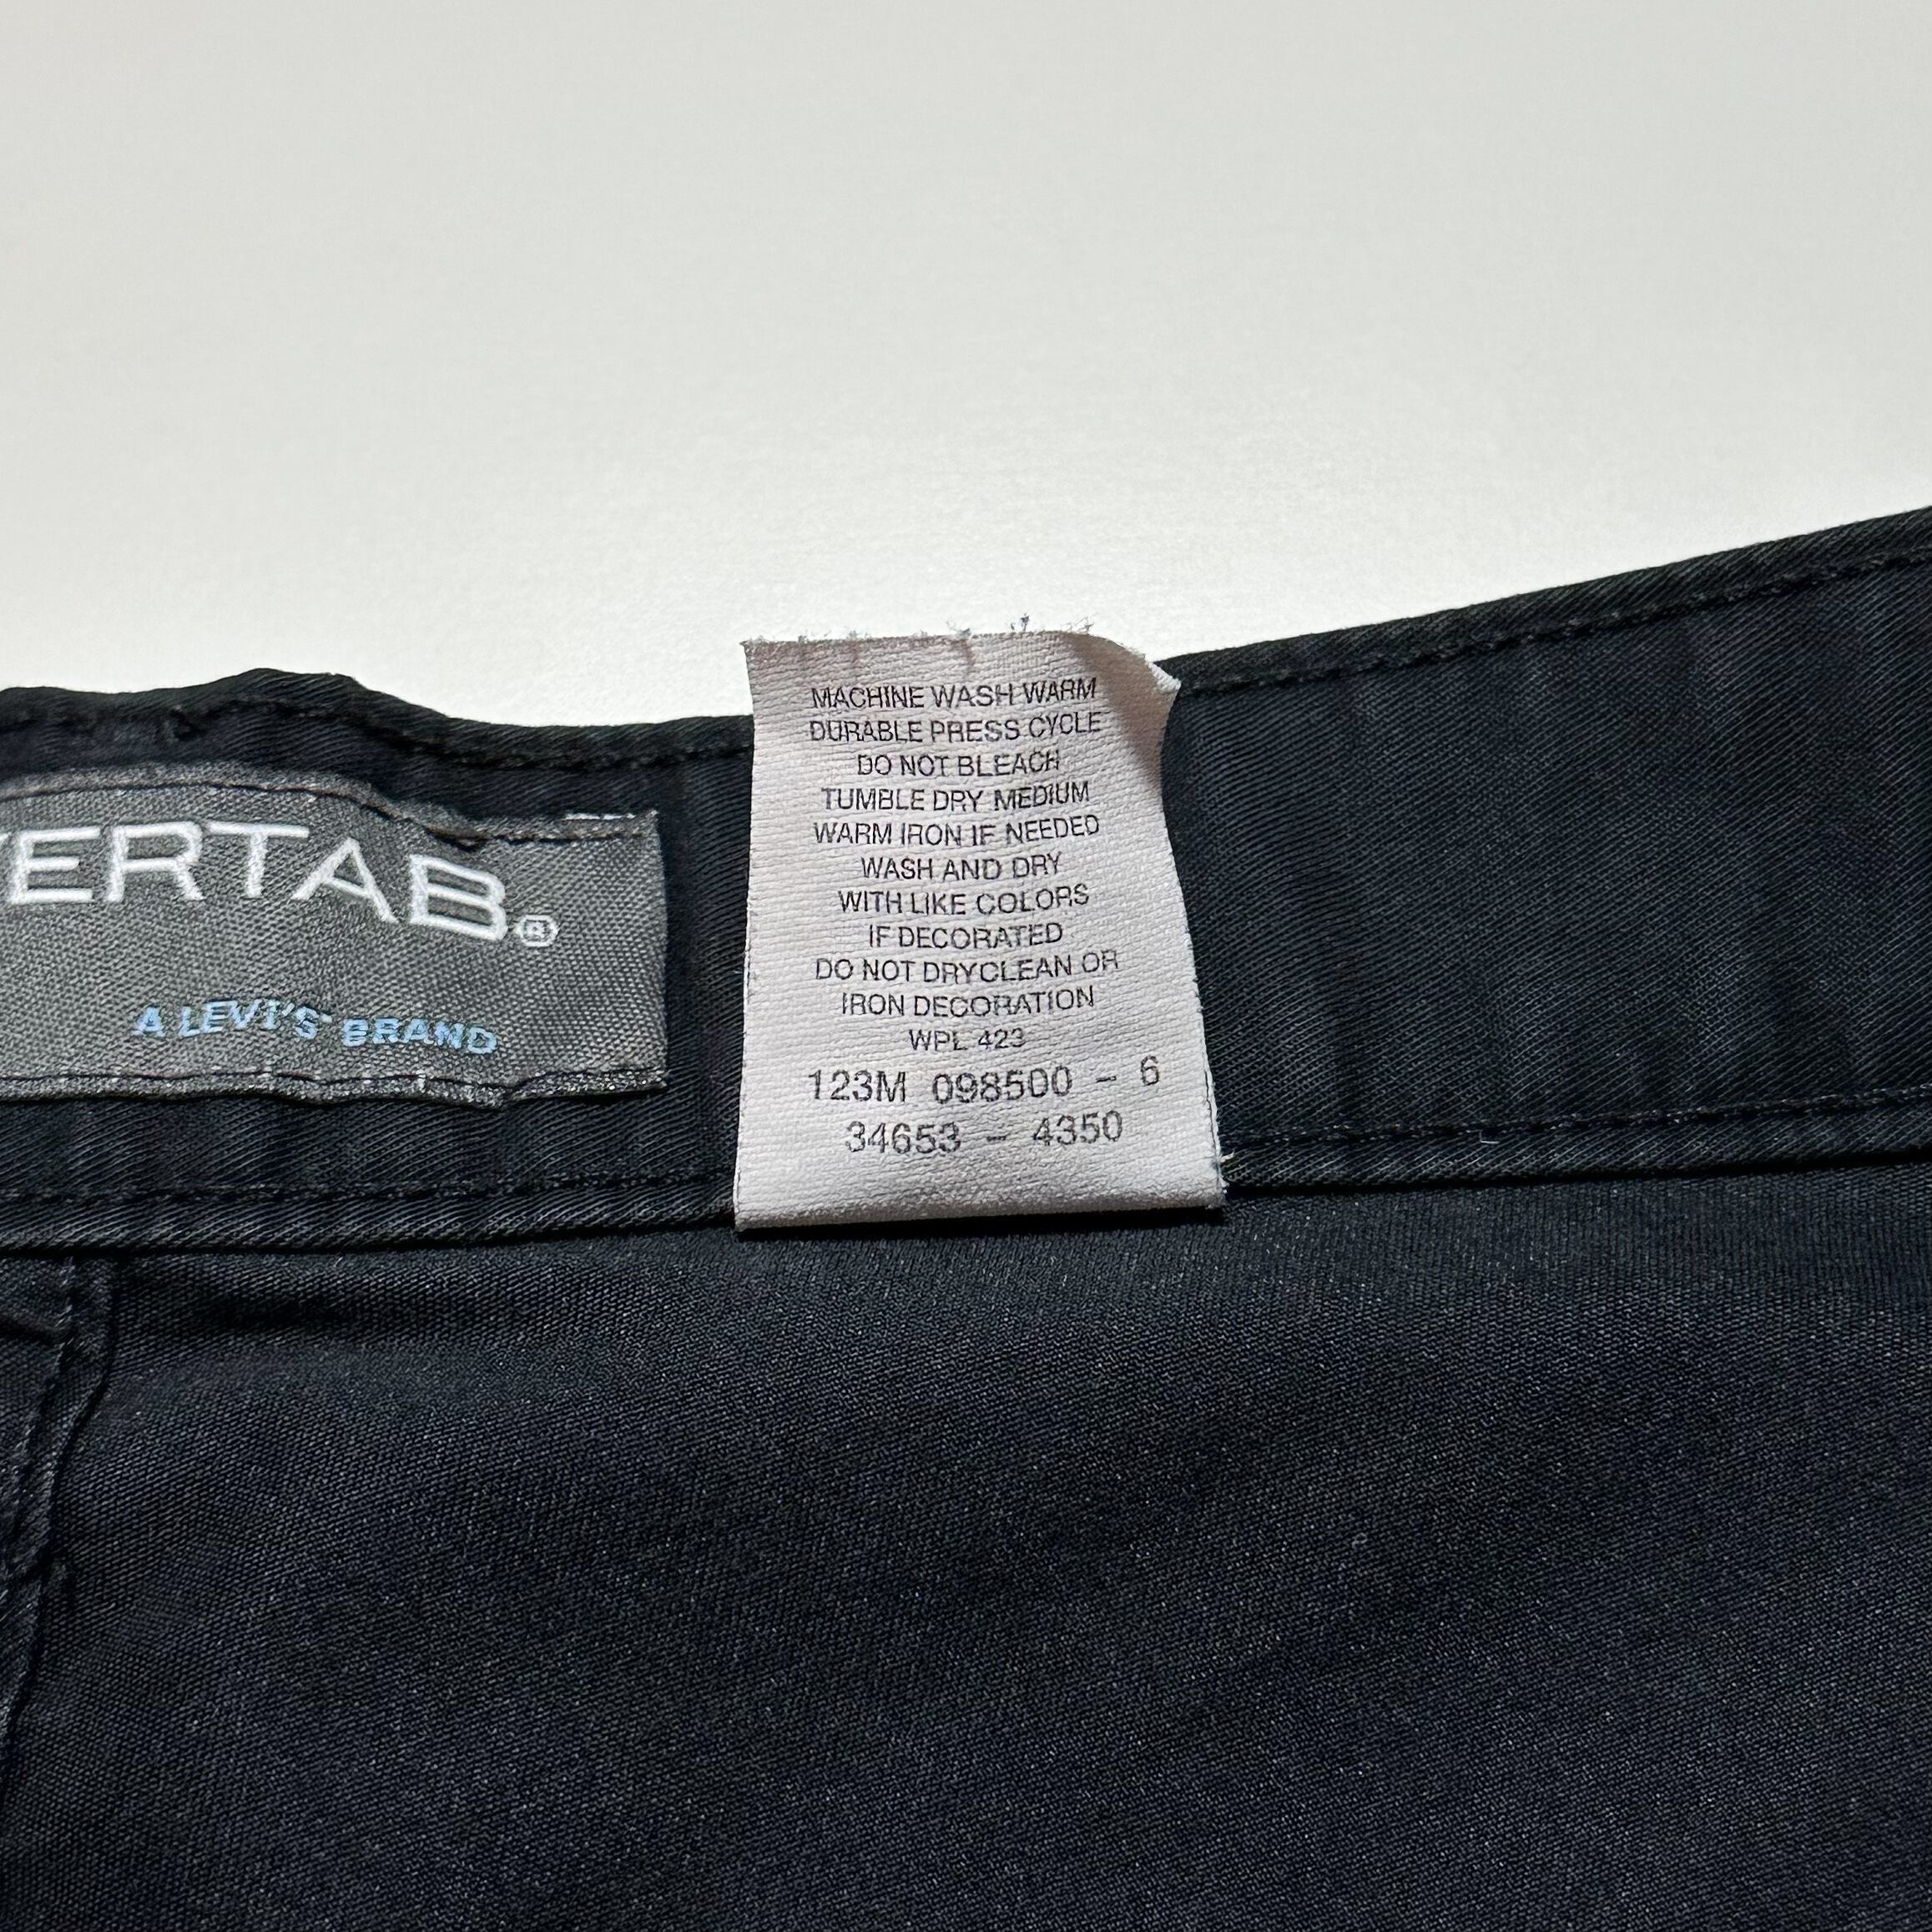 VERTAB®
A LEVI'S® BRAND
MACHINE WASH WARM
DURABLE PRESS CYCLE
DO NOT BLEACH
TUMBLE DRY MEDIUM
WARM IRON IF NEEDED
WASH AND DRY
WITH LIKE COLORS
IF DECORATED
DO NOT DRYCLEAN OR
IRON DECORATION
WPL 423
123M 098500 - 6
34653 - 4350